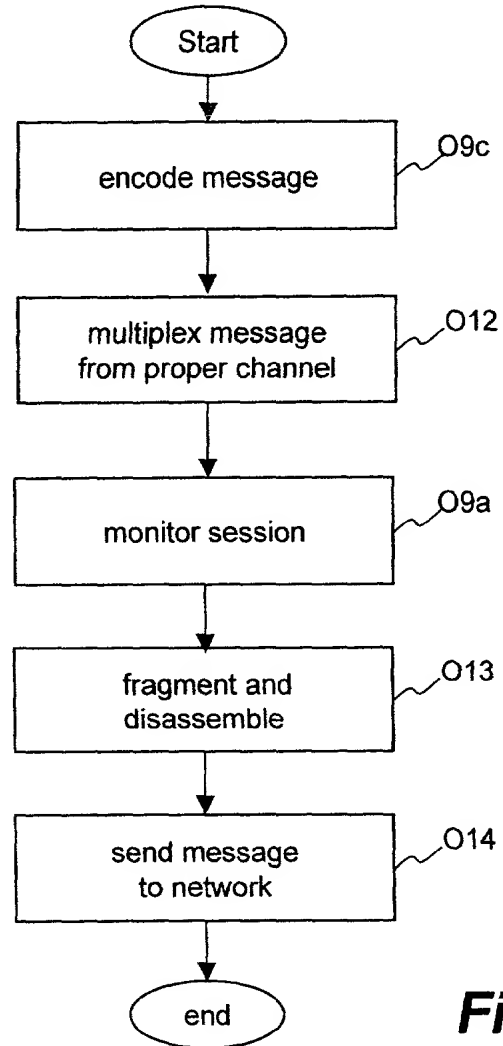 Start
encode message
O9c
multiplex message
from proper channel
O12
monitor session
O9a
fragment and
disassemble
O13
send message
to network
O14
end